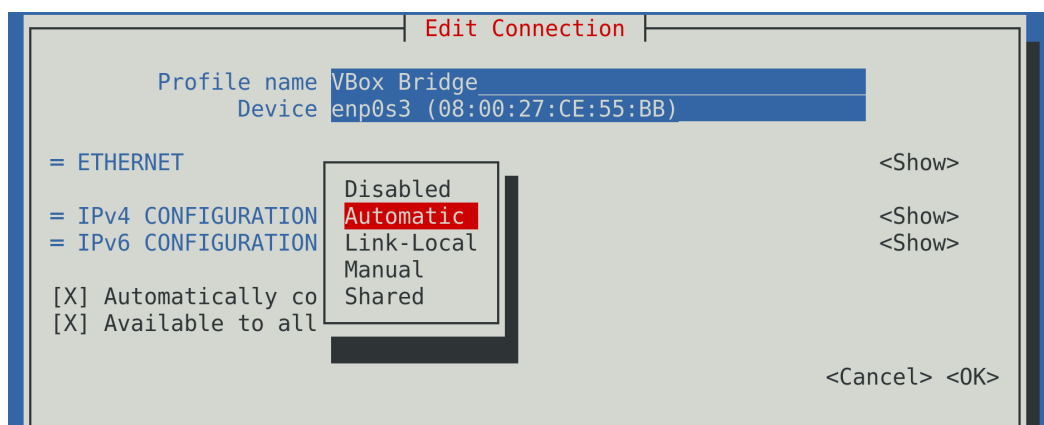 Edit Connection
Profile name VBox Bridge
Device enp0s3 (08:00:27:CE:55:BB)
= ETHERNET <Show>
Disabled
= IPv4 CONFIGURATION Automatic <Show>
= IPv6 CONFIGURATION Link-Local <Show>
Manual
[X] Automatically co Shared
[X] Available to all
<Cancel> <OK>